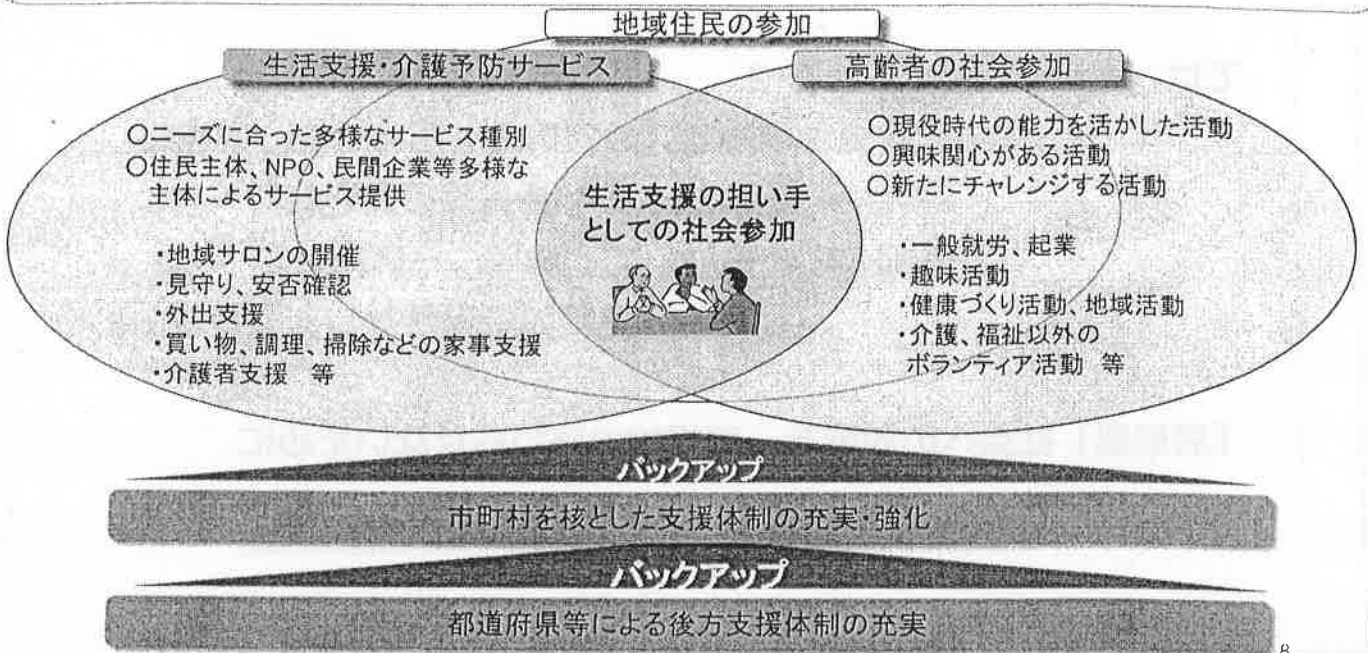 地域住民の参加
生活支援・介護予防サービス
高齢者の社会参加
○ニーズに合った多様なサービス種別
○住民主体、NPO、民間企業等多様な
主体によるサービス提供
・地域サロンの開催
・見守り、安否確認
・外出支援
・買い物、調理、掃除などの家事支援
・介護者支援 等
生活支援の担い手
としての社会参加
○現役時代の能力を活かした活動
○興味関心がある活動
○新たにチャレンジする活動
・一般就労、起業
・趣味活動
・健康づくり活動、地域活動
・介護、福祉以外の
ボランティア活動 等
バックアップ
市町村を核とした支援体制の充実・強化
バックアップ
都道府県等による後方支援体制の充実
8